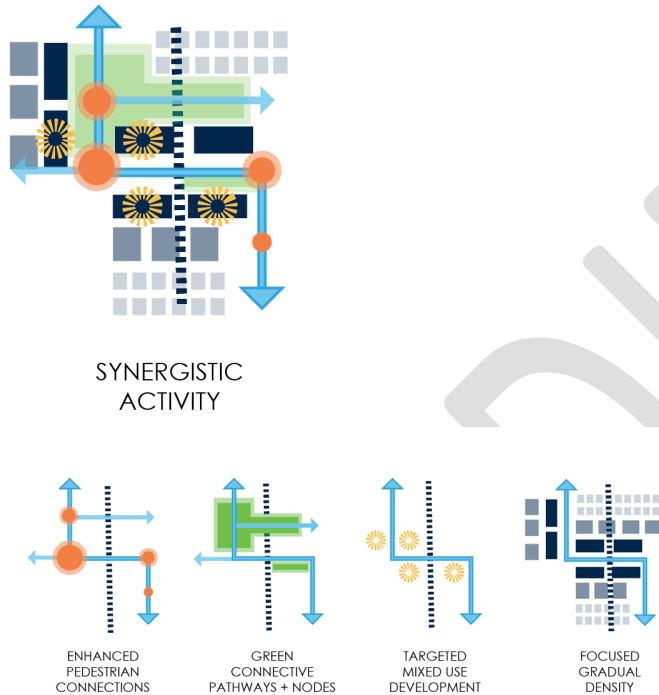 SYNERGISTIC
ACTIVITY
ENHANCED
PEDESTRIAN
CONNECTIONS
GREEN
CONNECTIVE
PATHWAYS + NODES
TARGETED
MIXED USE
DEVELOPMENT
FOCUSED
GRADUAL
DENSITY